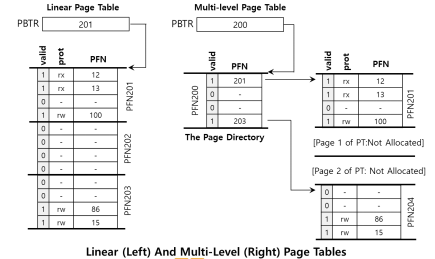 Linear Page Table
Multi-level Page Table
PBTR 201
PBTR 200
valid prot PFN
1 rx 12
1 rx 13
0 - -
1 rw 100
PFN201
0 - -
0 - -
0 - -
0 - -
PFN202
0 - -
0 - -
1 rw 86
1 rw 15
PFN203
valid PFN
1 201
0 -
0 -
1 203
PFN200
The Page Directory
valid prot PFN
1 rx 12
1 rx 13
0 - -
1 rw 100
PFN201
[Page 1 of PT:Not Allocated]
[Page 2 of PT: Not Allocated]
0 - -
0 - -
1 rw 86
1 rw 15
PFN204
Linear (Left) And Multi-Level (Right) Page Tables